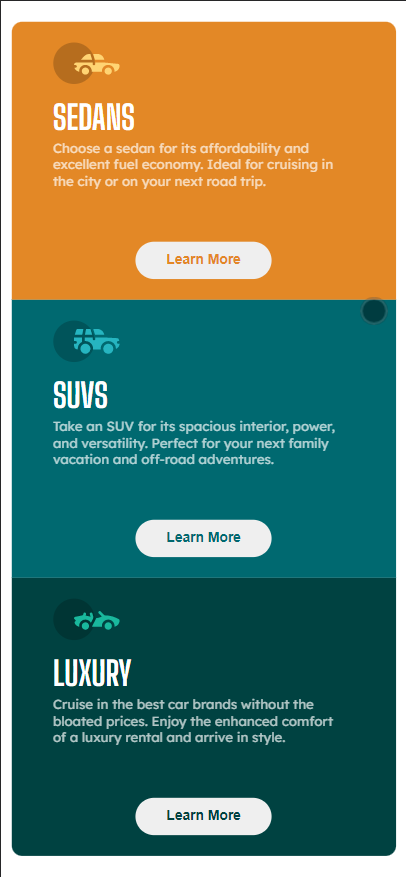 SEDANS
Choose a sedan for its affordability and
excellent fuel economy. Ideal for cruising in
the city or on your next road trip.
Learn More
SUVS
Take an SUV for its spacious interior, power,
and versatility. Perfect for your next family
vacation and off-road adventures.
Learn More
LUXURY
Cruise in the best car brands without the
bloated prices. Enjoy the enhanced comfort
of a luxury rental and arrive in style.
Learn More